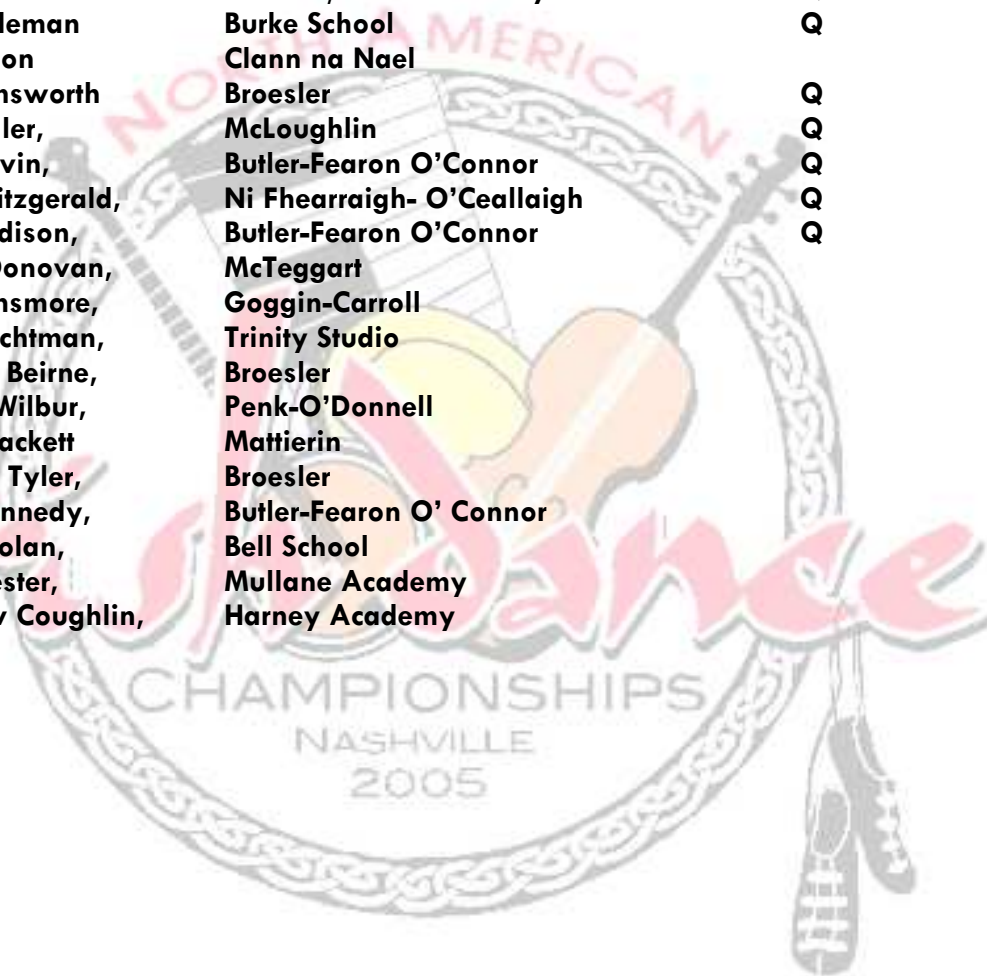 leman Burke School Q
on Clann na Nael
nsworth Broesler Q
ler, McLoughlin Q
vin, Butler-Fearon O’Connor Q
itzgerald, Ni Fhearraigh- O’Ceallaigh Q
dison, Butler-Fearon O’Connor Q
Donovan, McTeggart
nsmore, Goggin-Carroll
chtman, Trinity Studio
Beirne, Broesler
Wilbur, Penk-O’Donnell
ackett Mattierin
Tyler, Broesler
nnedy, Butler-Fearon O’ Connor
olan, Bell School
ester, Mullane Academy
Coughlin, Harney Academy
NORTH AMERICAN
Dance
CHAMPIONSHIPS
NASHVILLE
2005